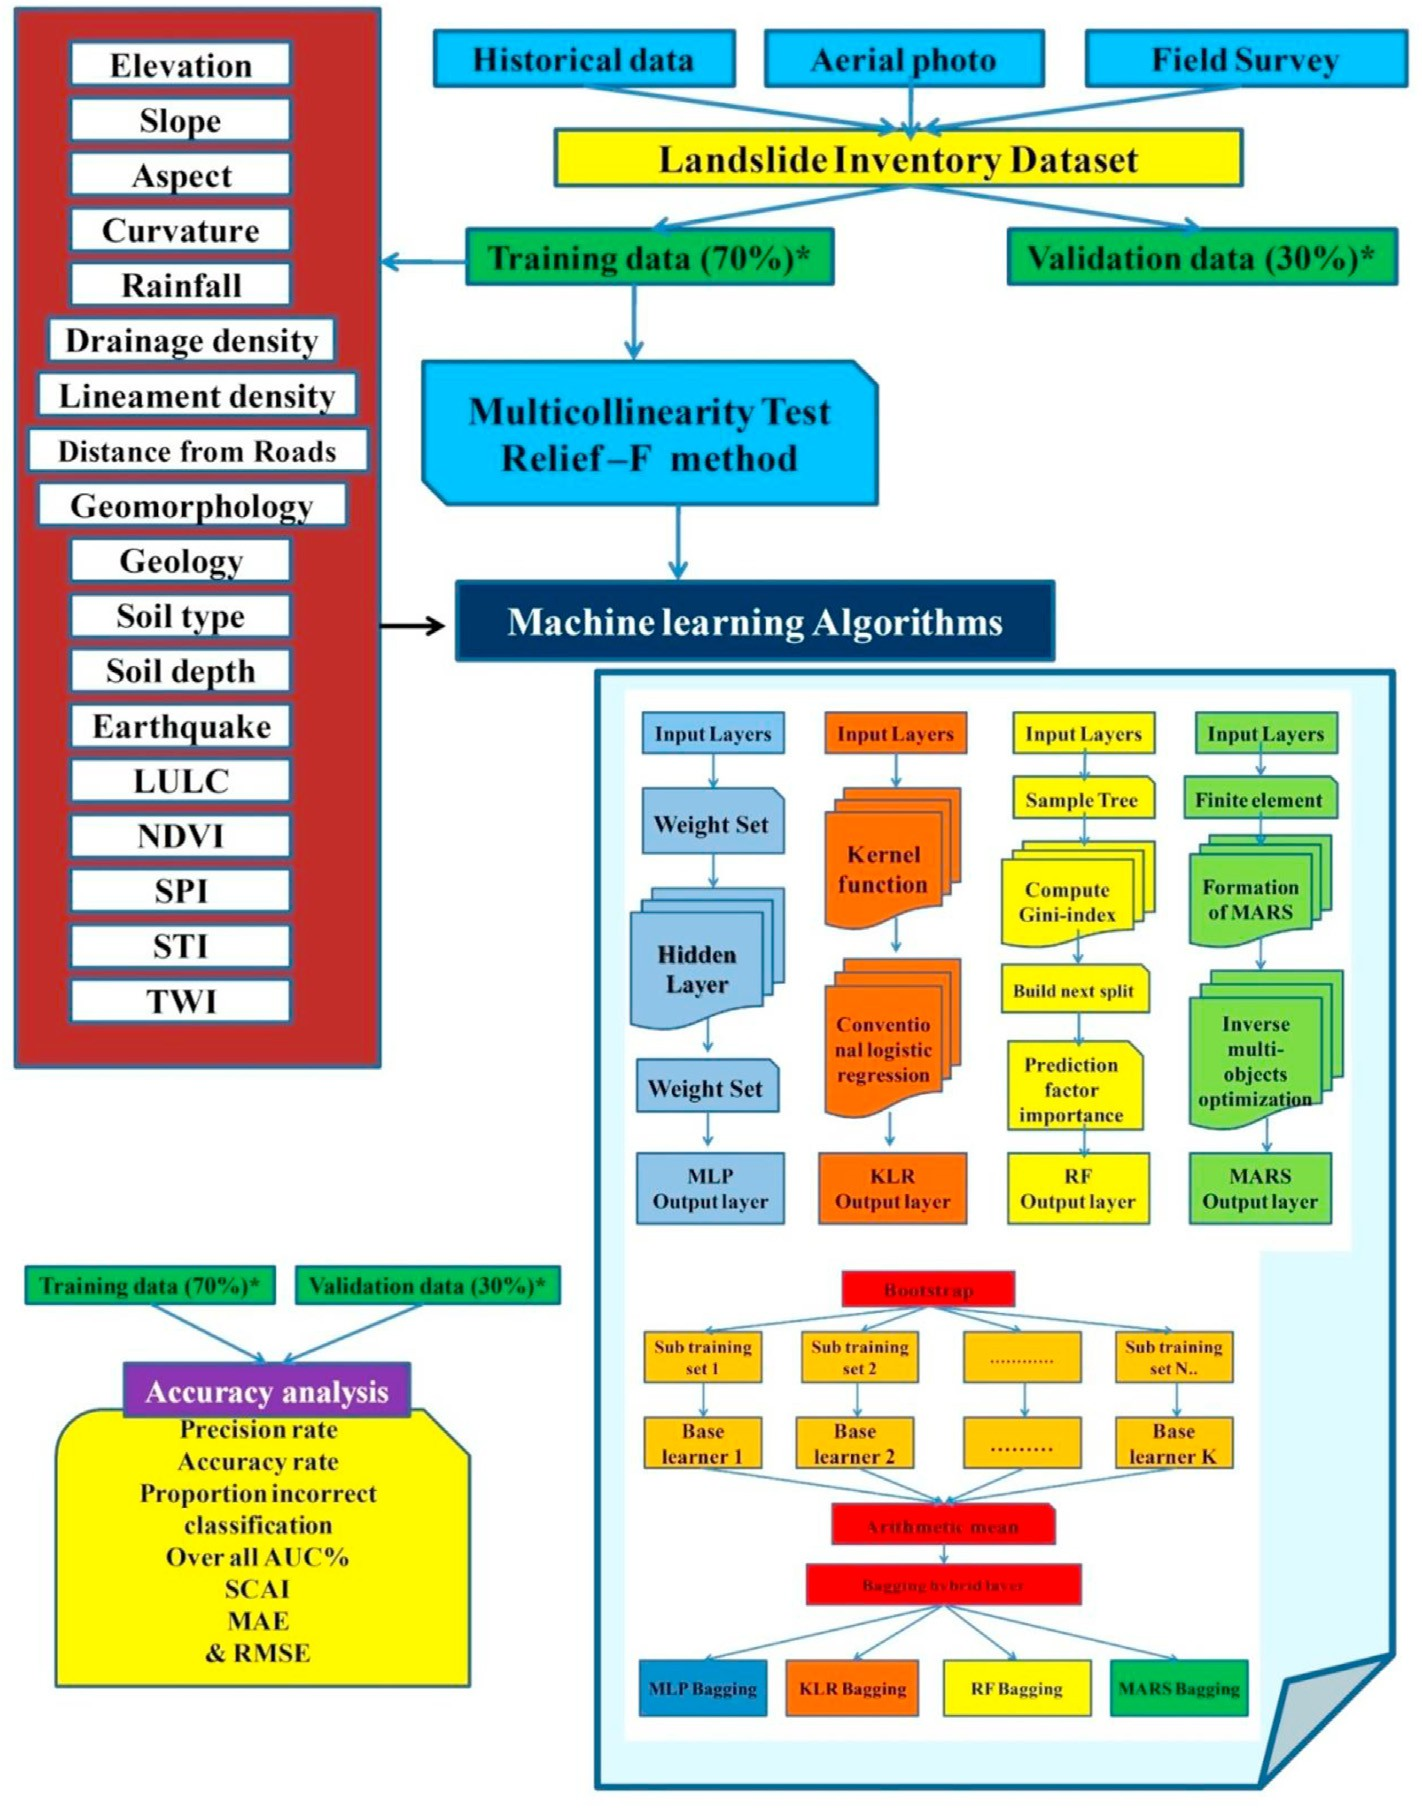 Elevation
Slope
Aspect
Curvature
Rainfall
Drainage density
Lineament density
Distance from Roads
Geomorphology
Geology
Soil type
Soil depth
Earthquake
LULC
NDVI
SPI
STI
TWI
Historical data
Aerial photo
Field Survey
Landslide Inventory Dataset
Training data (70%)*
Validation data (30%)*
Multicollinearity Test
Relief–F method
Machine learning Algorithms
Input Layers
Weight Set
Hidden
Layer
Weight Set
MLP
Output layer
Input Layers
Kernel
function
Conventio
nal logistic
regression
KLR
Output layer
Input Layers
Sample Tree
Compute
Gini-index
Build next split
Prediction
factor
importance
RF
Output layer
Input Layers
Finite element
Formation
of MARS
Inverse
multi-
objects
optimization
MARS
Output layer
Bootstrap
Sub training
set 1
Sub training
set 2
............
Sub training
set N..
Base
learner 1
Base
learner 2
.........
Base
learner K
Arithmetic mean
Bagging hybrid layer
MLP Bagging
KLR Bagging
RF Bagging
MARS Bagging
Training data (70%)*
Validation data (30%)*
Accuracy analysis
Precision rate
Accuracy rate
Proportion incorrect
classification
Over all AUC%
SCAI
MAE
& RMSE